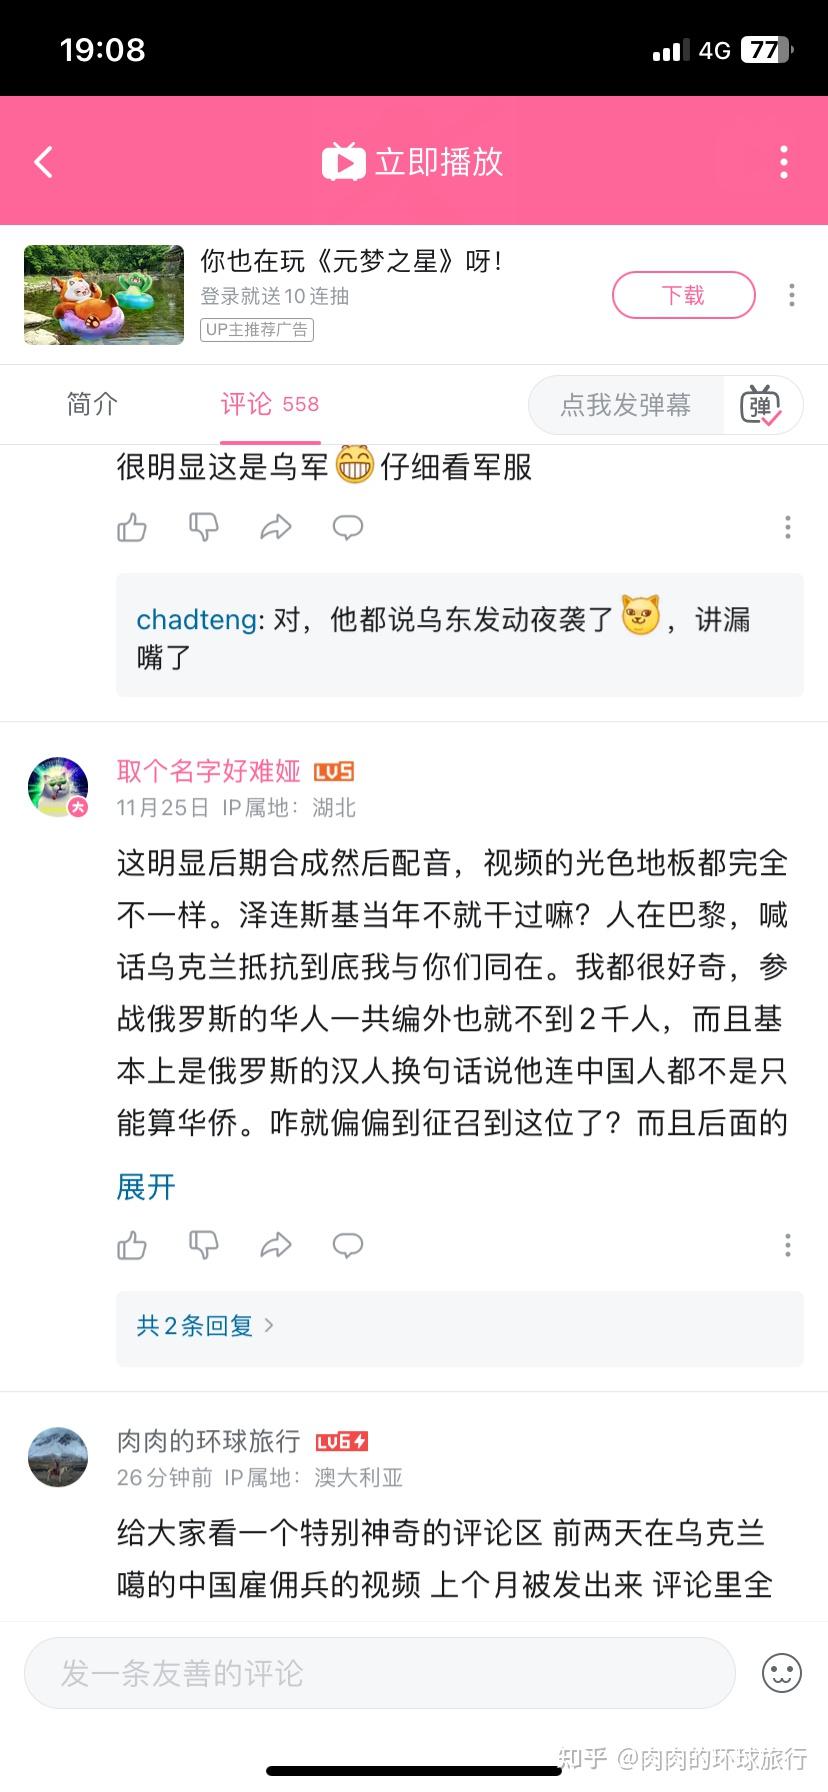 19:08
4G 77
立即播放
你也在玩《元梦之星》呀！
登录就送10连抽
下载
UP主推荐广告
简介
评论 558
点我发弹幕
弹
很明显这是乌军😁仔细看军服
chadteng: 对，他都说乌东发动夜袭了，讲漏
嘴了
取个名字好难娅 LV5
大
11月25日 IP属地：湖北
这明显后期合成然后配音，视频的光色地板都完全
不一样。泽连斯基当年不就干过嘛？人在巴黎，喊
话乌克兰抵抗到底我与你们同在。我都很好奇，参
战俄罗斯的华人一共编外也就不到2千人，而且基
本上是俄罗斯的汉人换句话说他连中国人都不是只
能算华侨。咋就偏偏到征召到这位了？而且后面的
展开
共2条回复
肉肉的环球旅行 LV6
26分钟前 IP属地：澳大利亚
给大家看一个特别神奇的评论区 前两天在乌克兰
噶的中国雇佣兵的视频 上个月被发出来 评论里全
发一条友善的评论
知乎 @肉肉的环球旅行